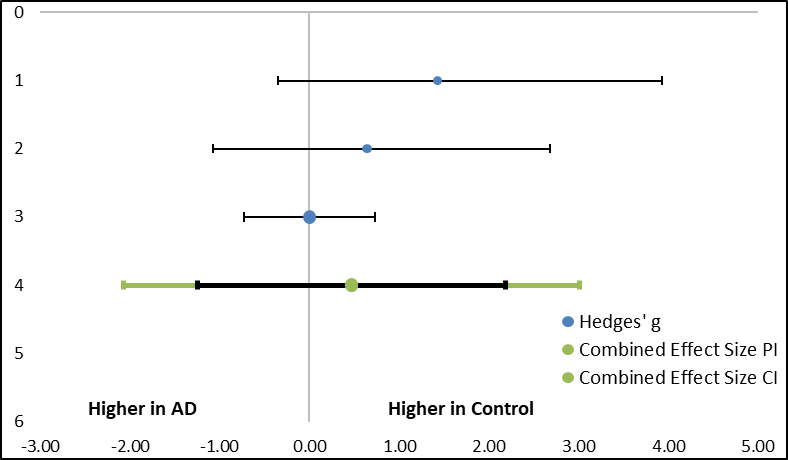 0
1
2
3
4
Hedges' g
Combined Effect Size PI
5
Combined Effect Size CI
Higher in AD Higher in Control
6
-3.00 -2.00 -1.00 0.00 1.00 2.00 3.00 4.00 5.00